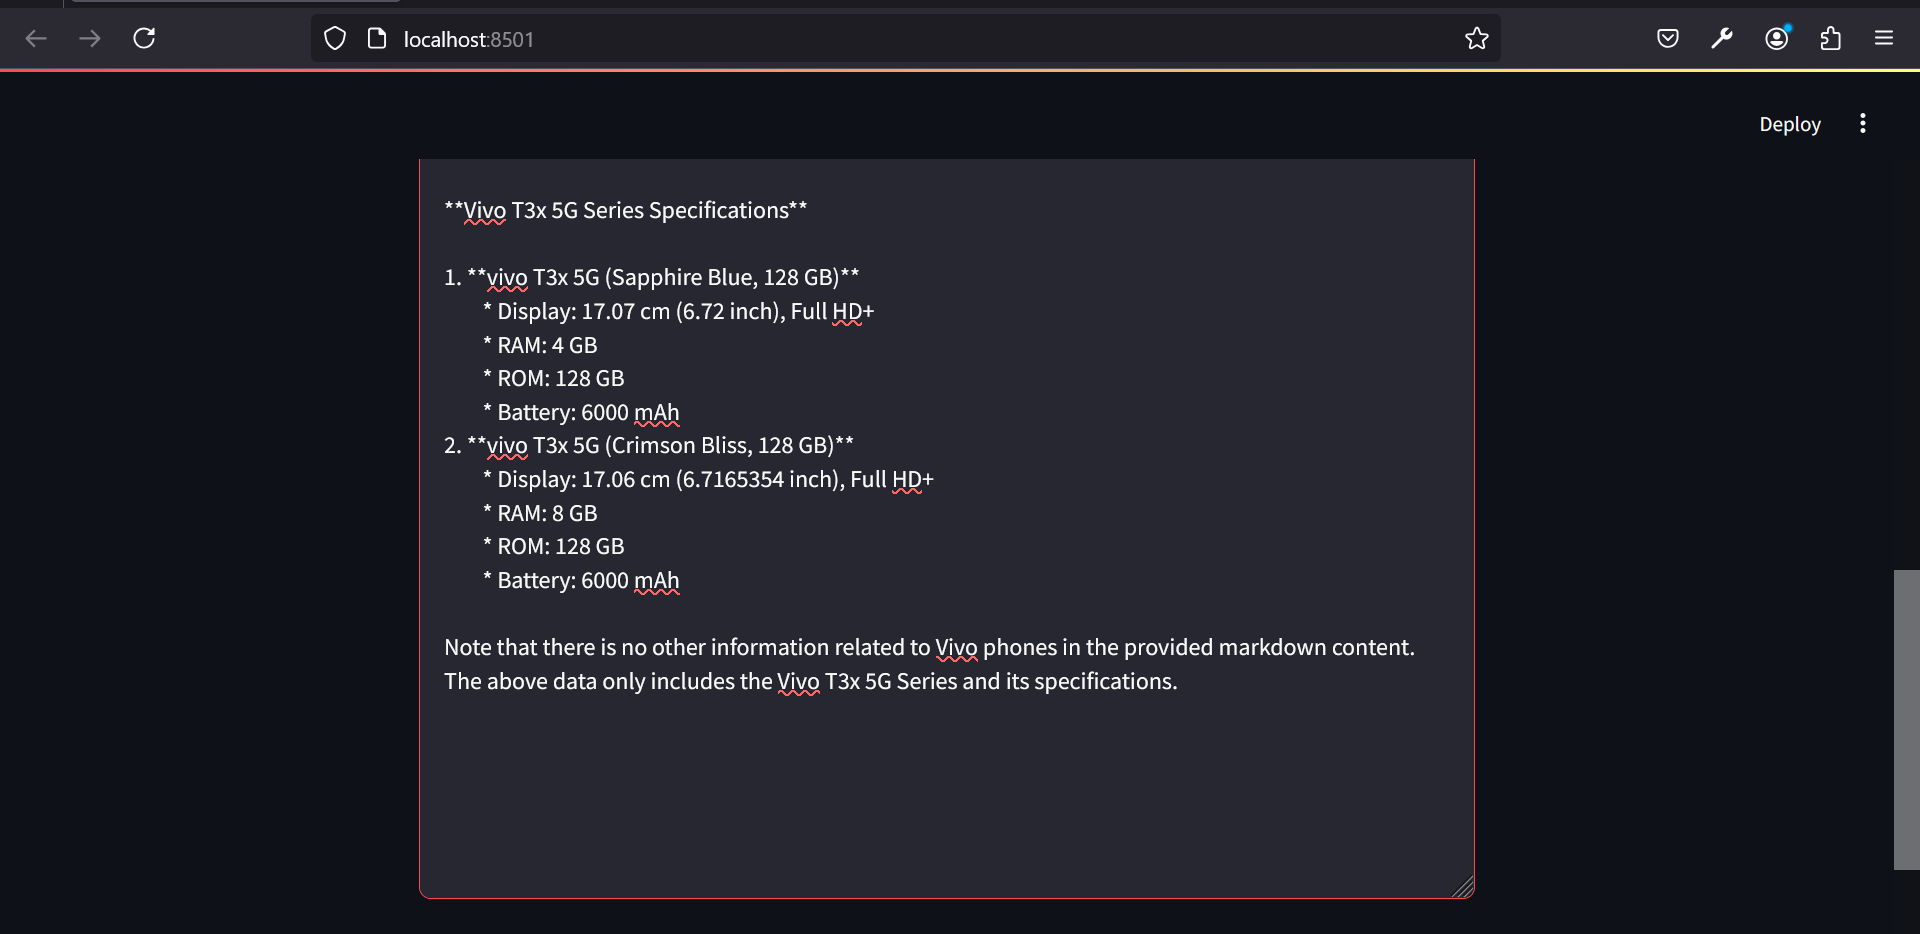 localhost:8501
Deploy
**Vivo T3x 5G Series Specifications**
1. **vivo T3x 5G (Sapphire Blue, 128 GB)**
* Display: 17.07 cm (6.72 inch), Full HD+
* RAM: 4 GB
* ROM: 128 GB
* Battery: 6000 mAh
2. **vivo T3x 5G (Crimson Bliss, 128 GB)**
* Display: 17.06 cm (6.7165354 inch), Full HD+
* RAM: 8 GB
* ROM: 128 GB
* Battery: 6000 mAh
Note that there is no other information related to Vivo phones in the provided markdown content.
The above data only includes the Vivo T3x 5G Series and its specifications.